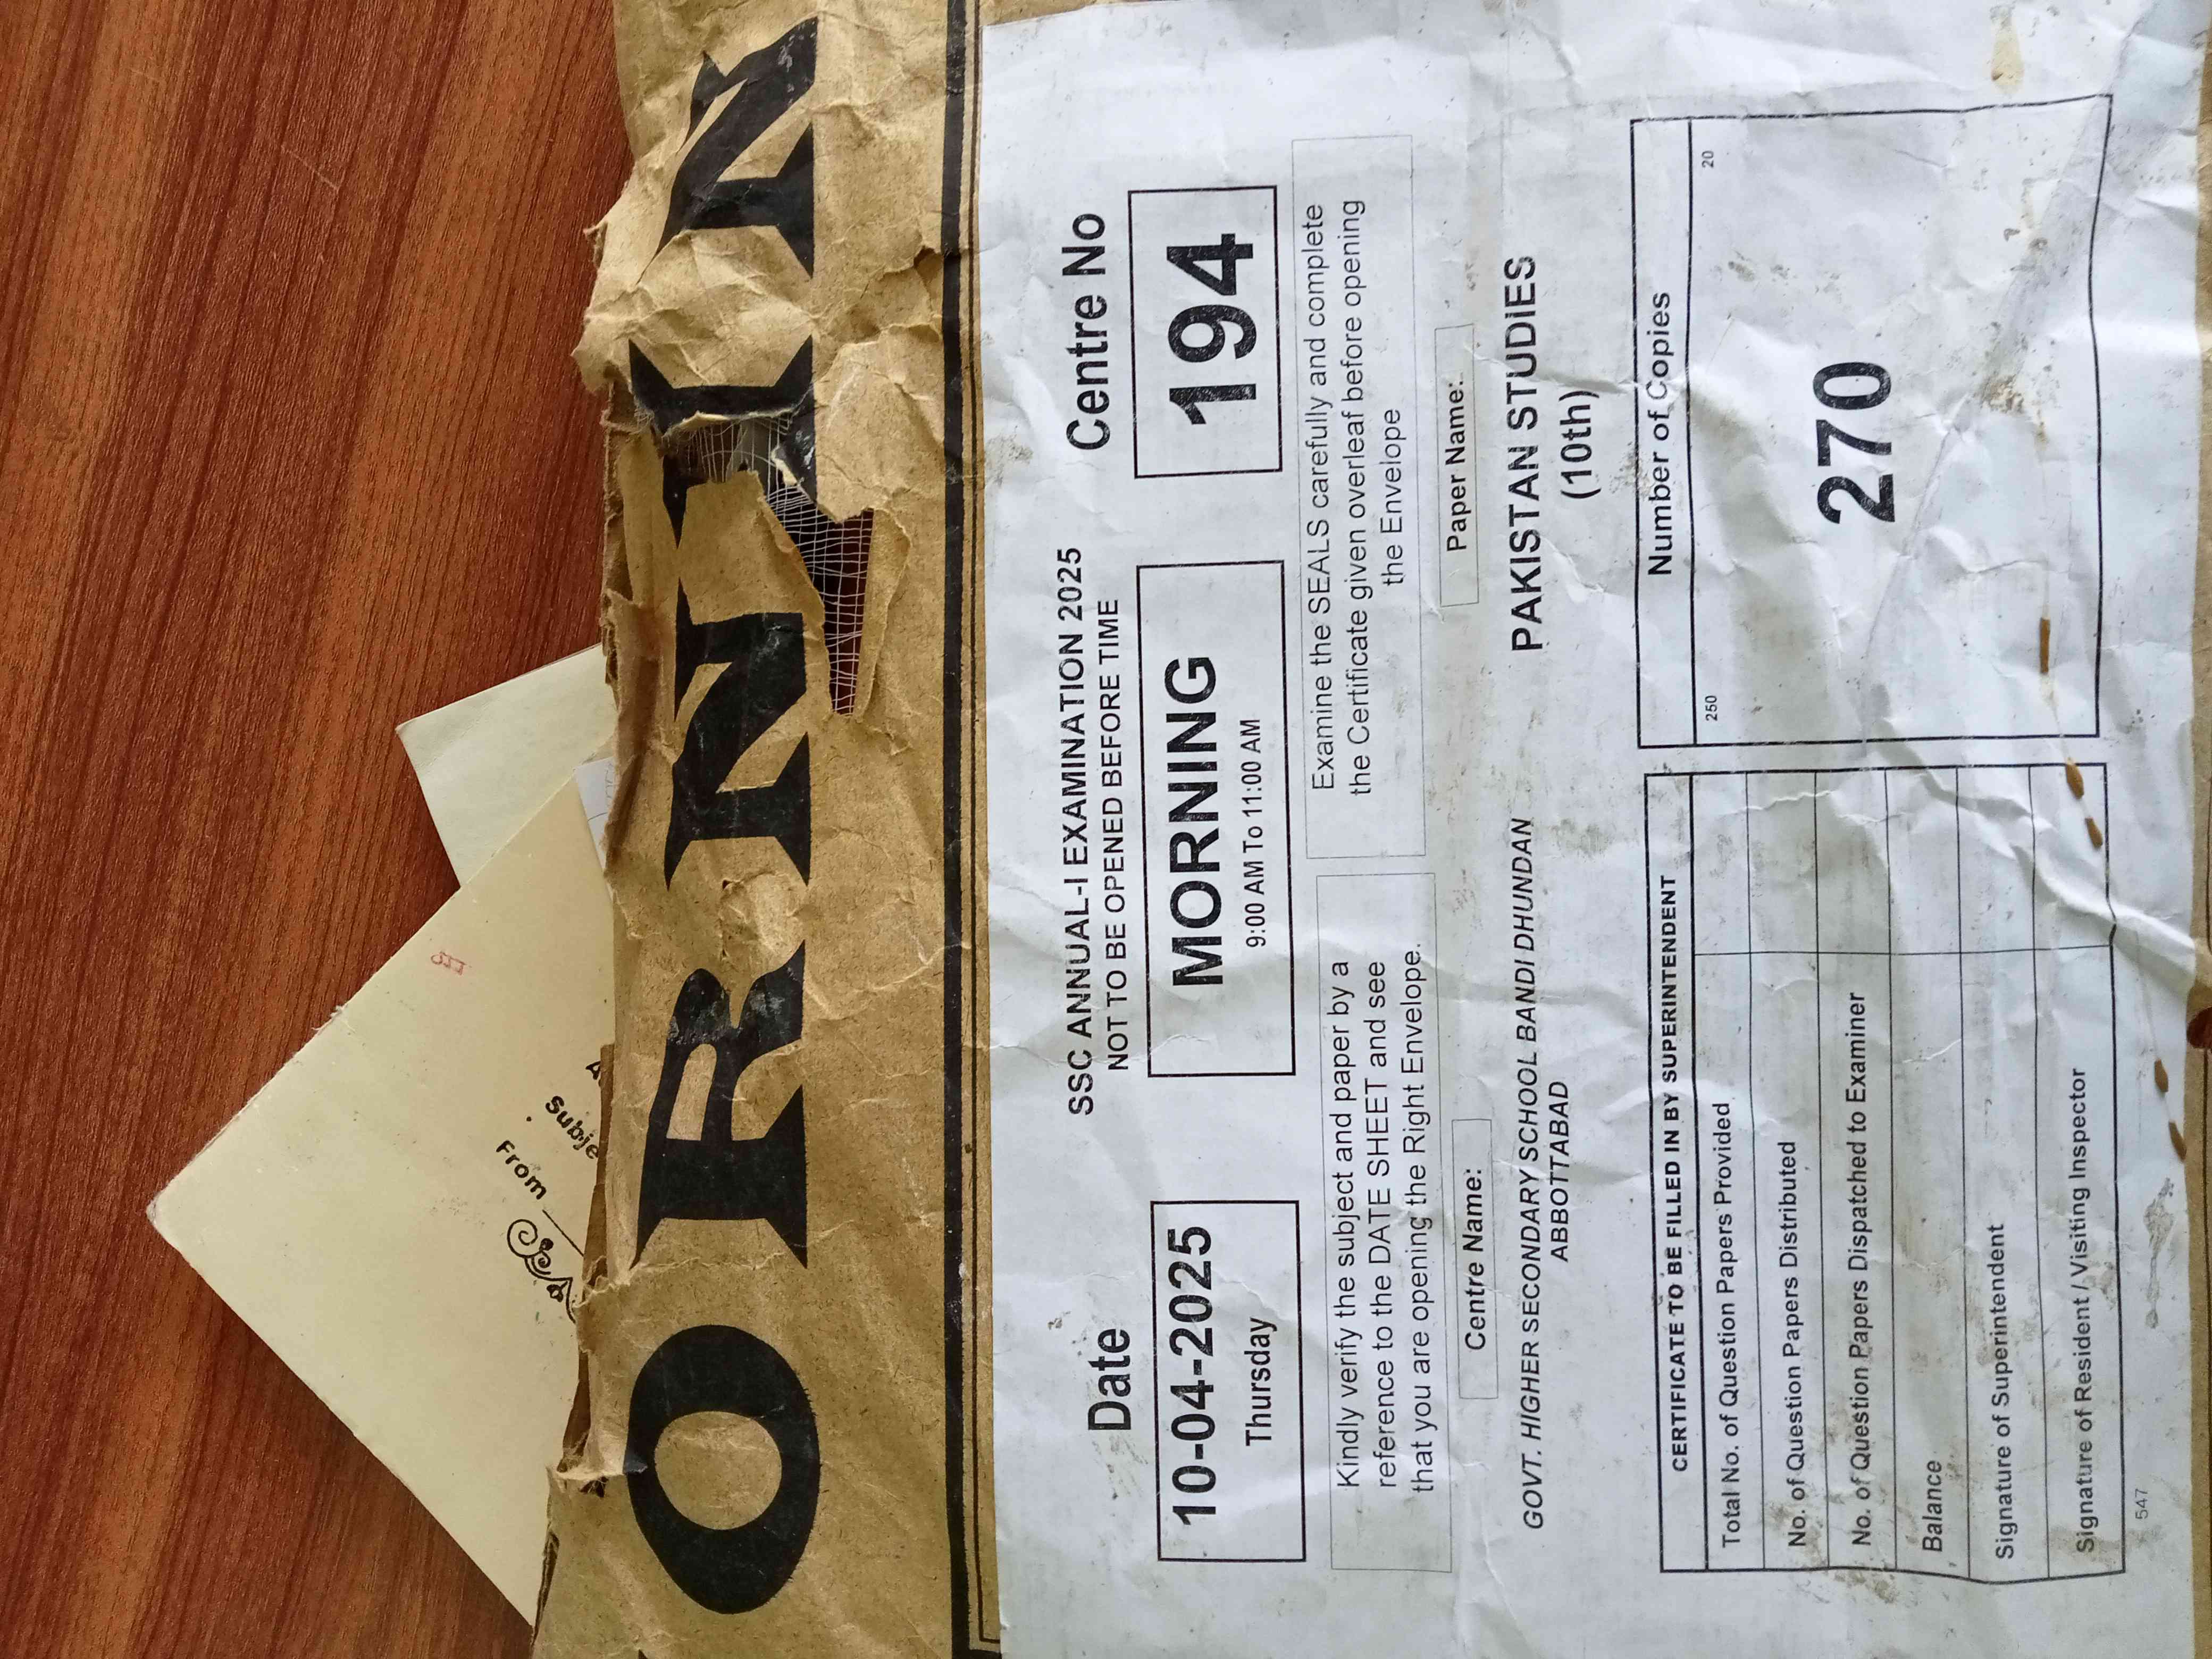 ORNIN
SSC ANNUAL-I EXAMINATION 2025
NOT TO BE OPENED BEFORE TIME
Date
10-04-2025
Thursday
MORNING
9:00 AM To 11:00 AM
Centre No
194
Kindly verify the subject and paper by a
reference to the DATE SHEET and see
that you are opening the Right Envelope.
Examine the SEALS carefully and complete
the Certificate given overleaf before opening
the Envelope
Centre Name:
GOVT. HIGHER SECONDARY SCHOOL BANDI DHUNDAN
ABBOTTABAD
Paper Name:
PAKISTAN STUDIES
(10th)
CERTIFICATE TO BE FILLED IN BY SUPERINTENDENT
Total No. of Question Papers Provided
No. of Question Papers Distributed
No. of Question Papers Dispatched to Examiner
Balance
Signature of Superintendent
Signature of Resident / Visiting Inspector
Number of Copies
250 20
270
547
From
Subje